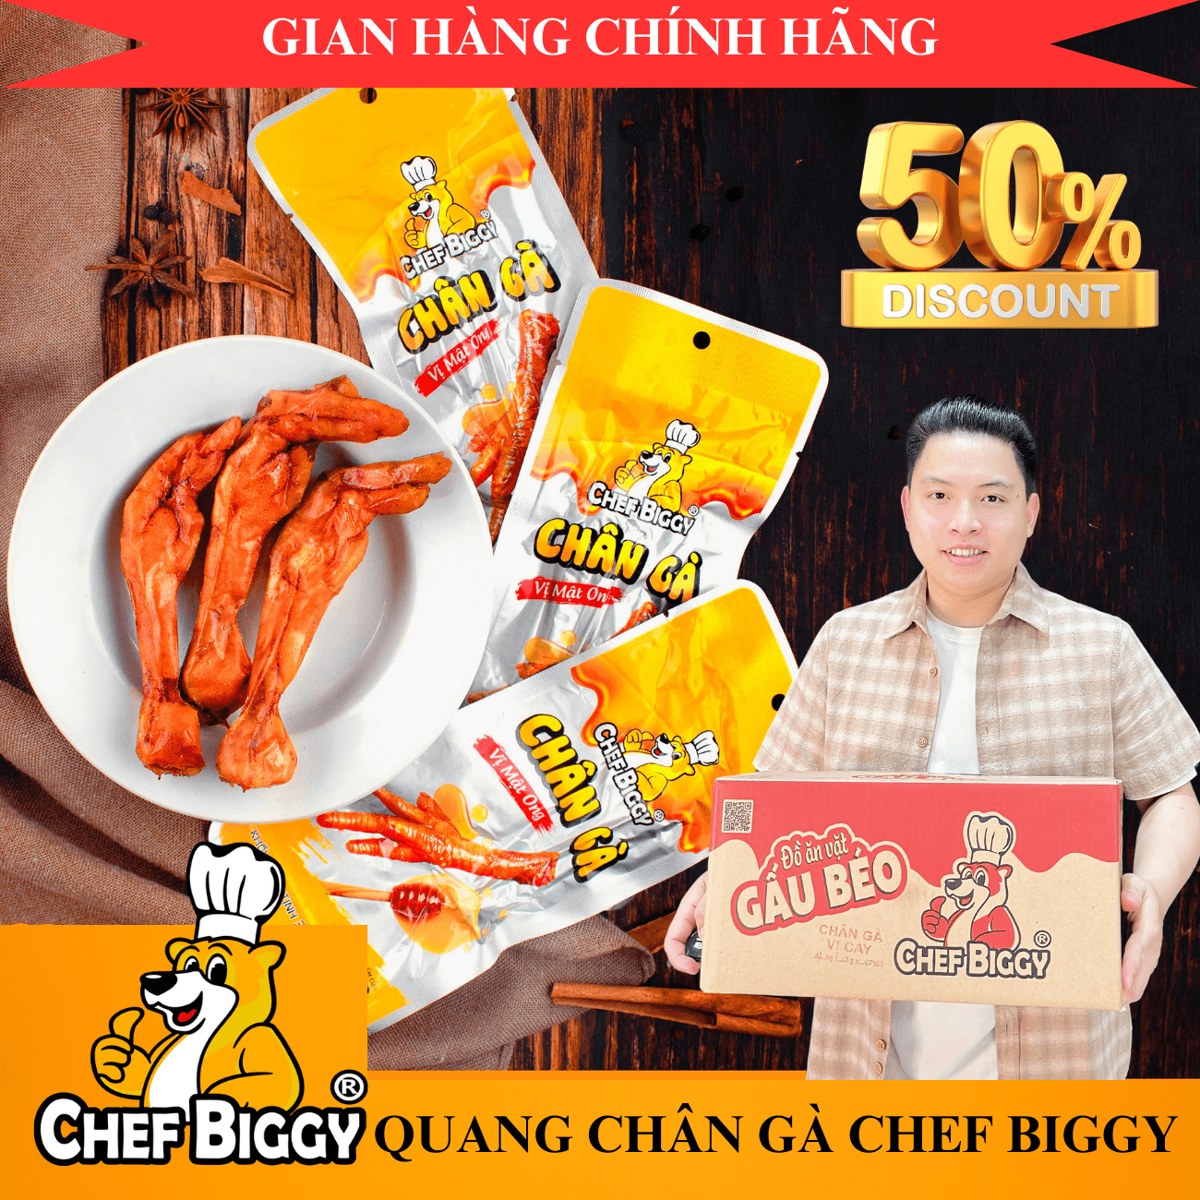 GIAN HÀNG CHÍNH HÃNG
50%
DISCOUNT
CHEF BIGGY®
CHÂN GÀ
Vị Mật Ong
CHEF BIGGY®
CHÂN GÀ
Vị Mật On
CHEF BIGGY®
CHÂN GÀ
Vị Mật Ong
Đồ ăn vặt
GẤU BÉO
CHÂN GÀ
VỊ CAY
CHEF BIGGY®
CHEF BIGGY®
QUANG CHÂN GÀ CHEF BIGGY